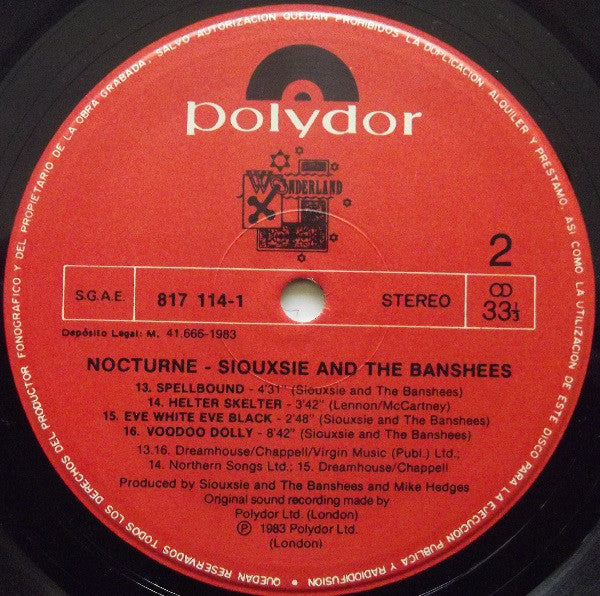 RESERVADOS TODOS LOS DERECHOS DEL PRODUCTOR FONOGRAFICO Y DEL PROPIETARIO DE LA OBRA GRABADA. SALVO AUTORIZACION QUEDAN PROHIBIDOS LA DUPLICACION, ALQUILER Y PRESTAMO, ASI COMO LA UTILIZACION DE ESTE DISCO PARA LA EJECUCION PUBLICA Y RADIODIFUSION
QUEDAN
polydor
WONDERLAND
2
S.G.A.E.
817 114-1
STEREO
33⅓
Depósito Legal: M. 41.666-1983
NOCTURNE - SIOUXSIE AND THE BANSHEES
13. SPELLBOUND - 4'31" (Siouxsie and The Banshees)
14. HELTER SKELTER - 3'42" (Lennon/McCartney)
15. EVE WHITE EVE BLACK - 2'48" (Siouxsie and The Banshees)
16. VOODOO DOLLY - 8'42" (Siouxsie and The Banshees)
13.16. Dreamhouse/Chappell/Virgin Music (Publ.) Ltd.;
14. Northern Songs Ltd.; 15. Dreamhouse/Chappell
Produced by Siouxsie and The Banshees and Mike Hedges
Original sound recording made by
Polydor Ltd. (London)
℗ 1983 Polydor Ltd.
(London)